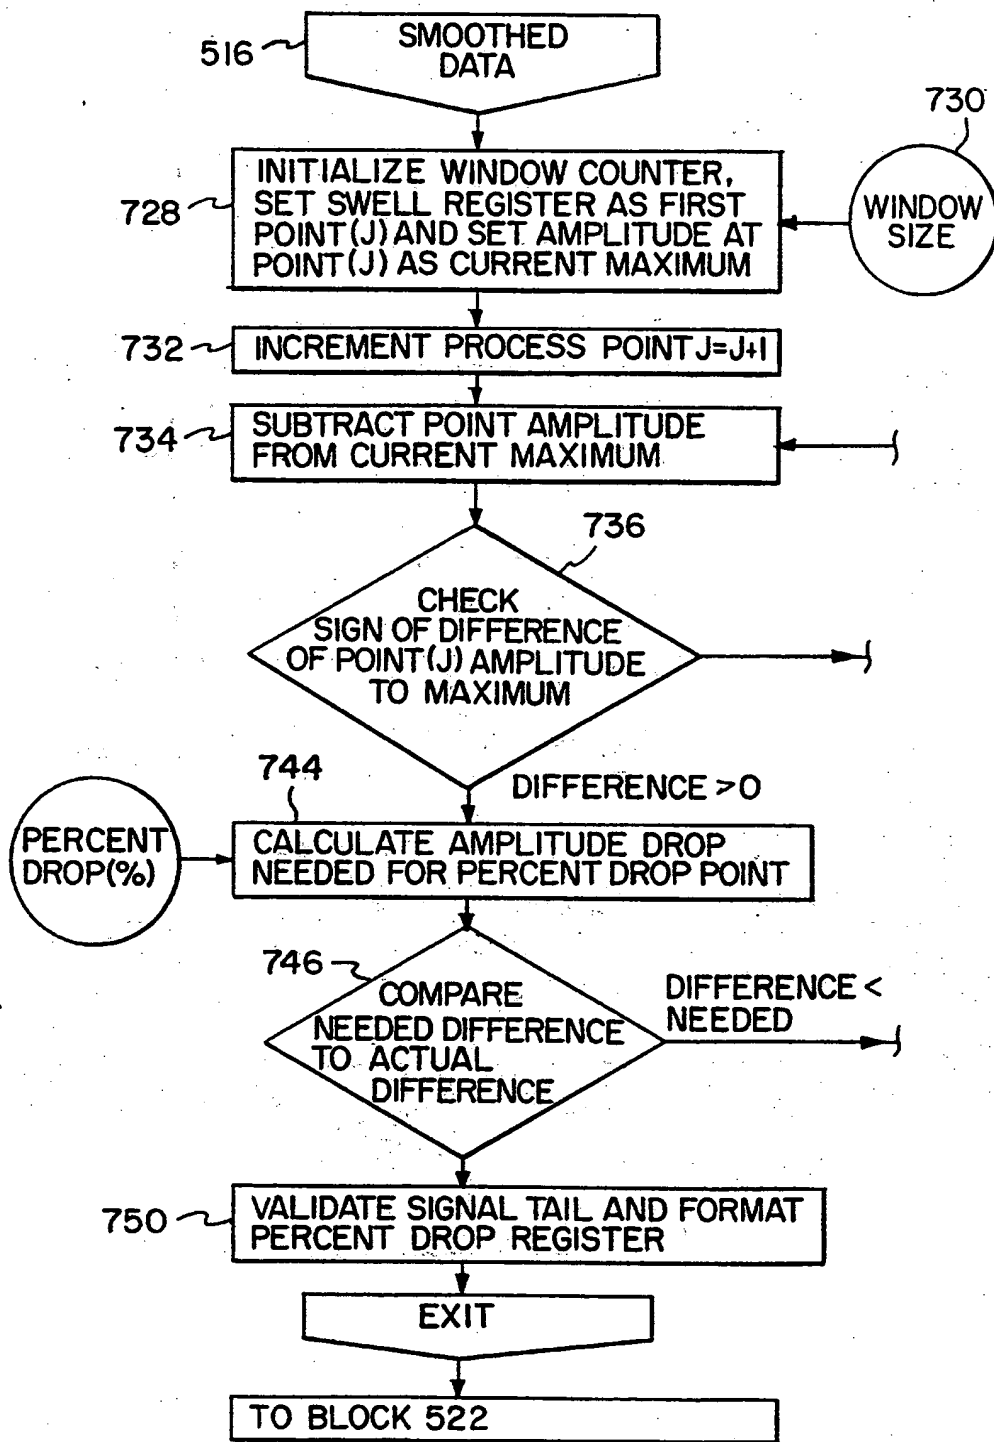 516
SMOOTHED
DATA
730
WINDOW
SIZE
728
INITIALIZE WINDOW COUNTER,
SET SWELL REGISTER AS FIRST
POINT(J) AND SET AMPLITUDE AT
POINT(J) AS CURRENT MAXIMUM
732
INCREMENT PROCESS POINT J=J+1
734
SUBTRACT POINT AMPLITUDE
FROM CURRENT MAXIMUM
736
CHECK
SIGN OF DIFFERENCE
OF POINT(J) AMPLITUDE
TO MAXIMUM
DIFFERENCE >0
744
PERCENT
DROP(%)
CALCULATE AMPLITUDE DROP
NEEDED FOR PERCENT DROP POINT
746
COMPARE
NEEDED DIFFERENCE
TO ACTUAL
DIFFERENCE
DIFFERENCE <
NEEDED
750
VALIDATE SIGNAL TAIL AND FORMAT
PERCENT DROP REGISTER
EXIT
TO BLOCK 522